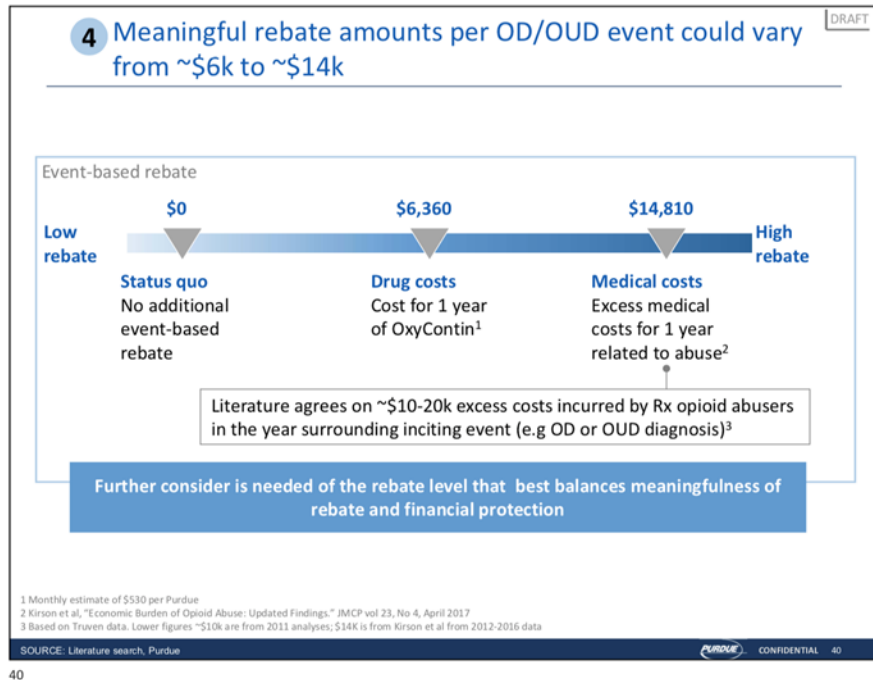 DRAFT
4 Meaningful rebate amounts per OD/OUD event could vary
from ~$6k to ~$14k
Event-based rebate
$0
$6,360
$14,810
Low
rebate
High
rebate
Status quo
No additional
event-based
rebate
Drug costs
Cost for 1 year
of OxyContin1
Medical costs
Excess medical
costs for 1 year
related to abuse2
Literature agrees on ~$10-20k excess costs incurred by Rx opioid abusers
in the year surrounding inciting event (e.g OD or OUD diagnosis)3
Further consider is needed of the rebate level that best balances meaningfulness of
rebate and financial protection
1 Monthly estimate of $530 per Purdue
2 Kirson et al, "Economic Burden of Opioid Abuse: Updated Findings." JMCP vol 23, No 4, April 2017
3 Based on Truven data. Lower figures ~$10k are from 2011 analyses; $14K is from Kirson et al from 2012-2016 data
SOURCE: Literature search, Purdue
PURDUE CONFIDENTIAL 40
40